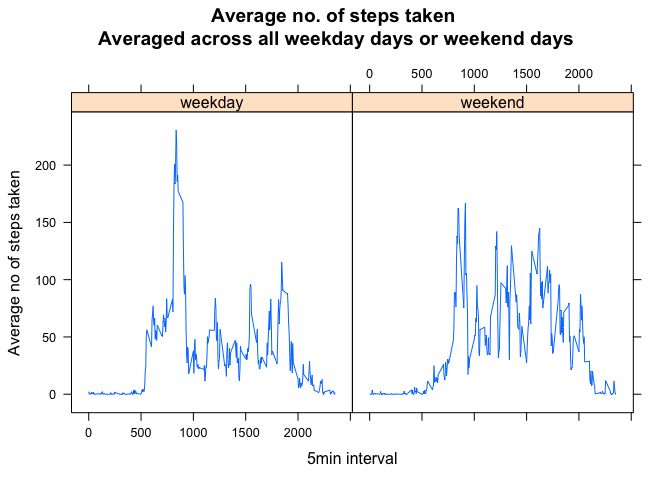 Average no. of steps taken
Averaged across all weekday days or weekend days
0 500 1000 1500 2000
weekday weekend
200
150
100
50
0
Average no of steps taken
0 500 1000 1500 2000
5min interval